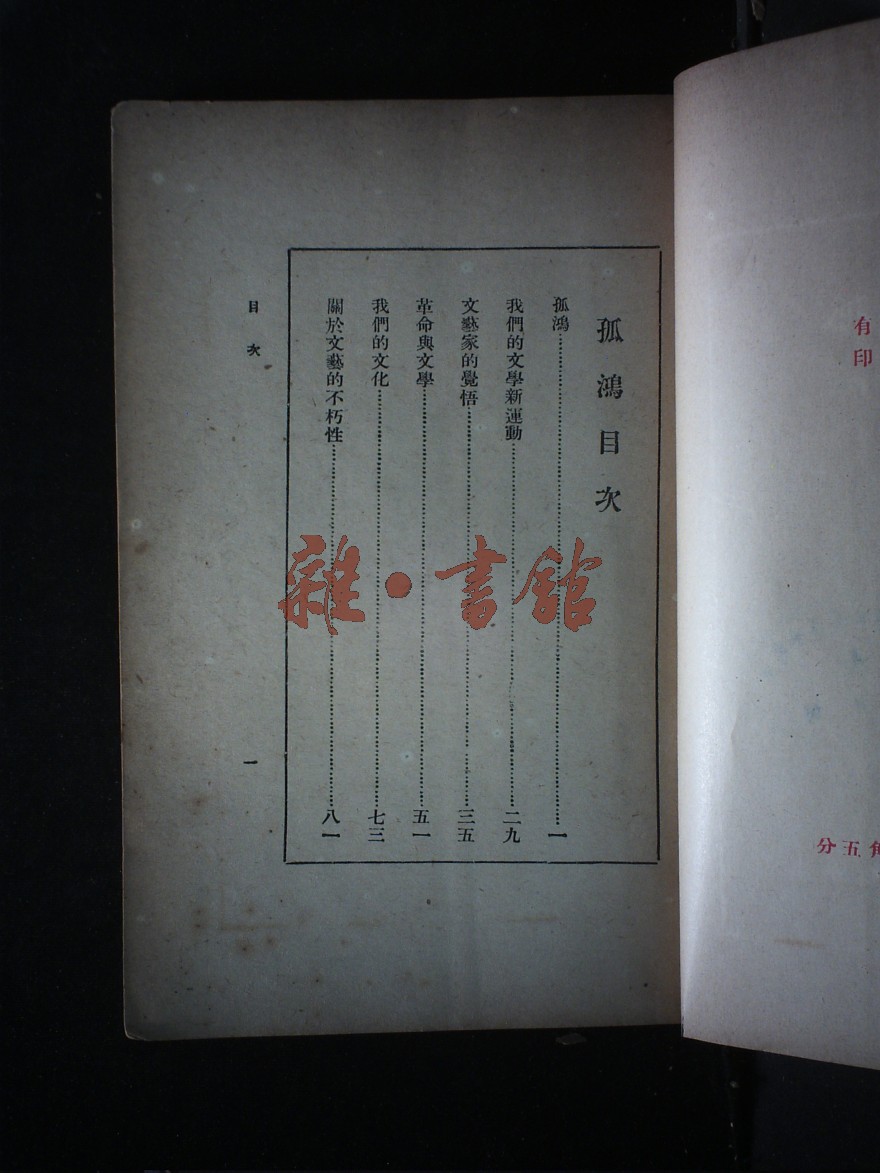 有
印
角五分
孤鴻目次
孤鴻……一
我們的文學新運動……二九
文藝家的覺悟……三五
革命與文學……五一
我們的文化……七三
關於文藝的不朽性……八一
目次
一
雜·書館